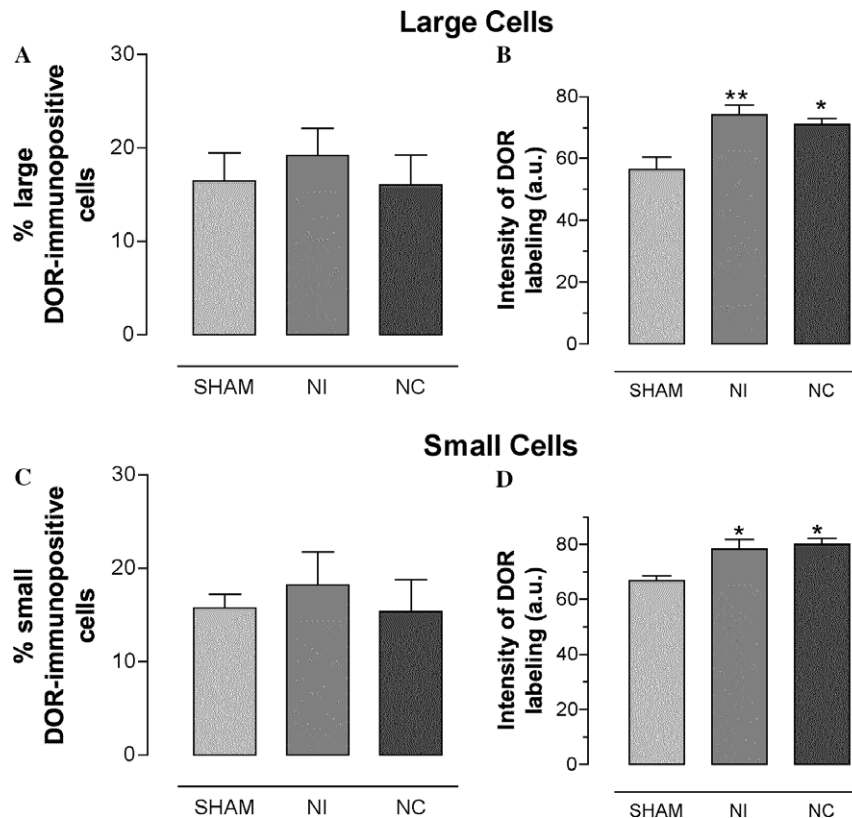 Large Cells
A
% large
DOR-immunopositive
cells
30
20
10
0
SHAM NI NC
B
Intensity of DOR
labeling (a.u.)
80
60
40
20
0
**
*
SHAM NI NC
Small Cells
C
% small
DOR-immunopositive
cells
30
20
10
0
SHAM NI NC
D
Intensity of DOR
labeling (a.u.)
80
60
40
20
0
*
*
SHAM NI NC